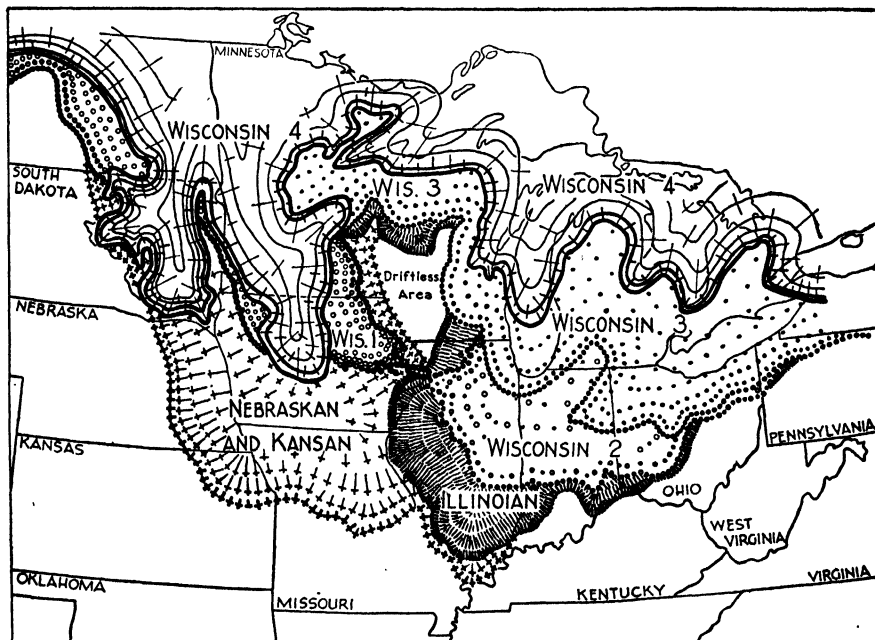 MINNESOTA
WISCONSIN 4
SOUTH DAKOTA
WIS. 3
WISCONSIN 4
Driftless Area
NEBRASKA
WIS. 1
WISCONSIN 3
NEBRASKAN
AND KANSAN
KANSAS
WISCONSIN 2
PENNSYLVANIA
ILLINOIAN
OHIO
WEST VIRGINIA
OKLAHOMA
MISSOURI
KENTUCKY
VIRGINIA